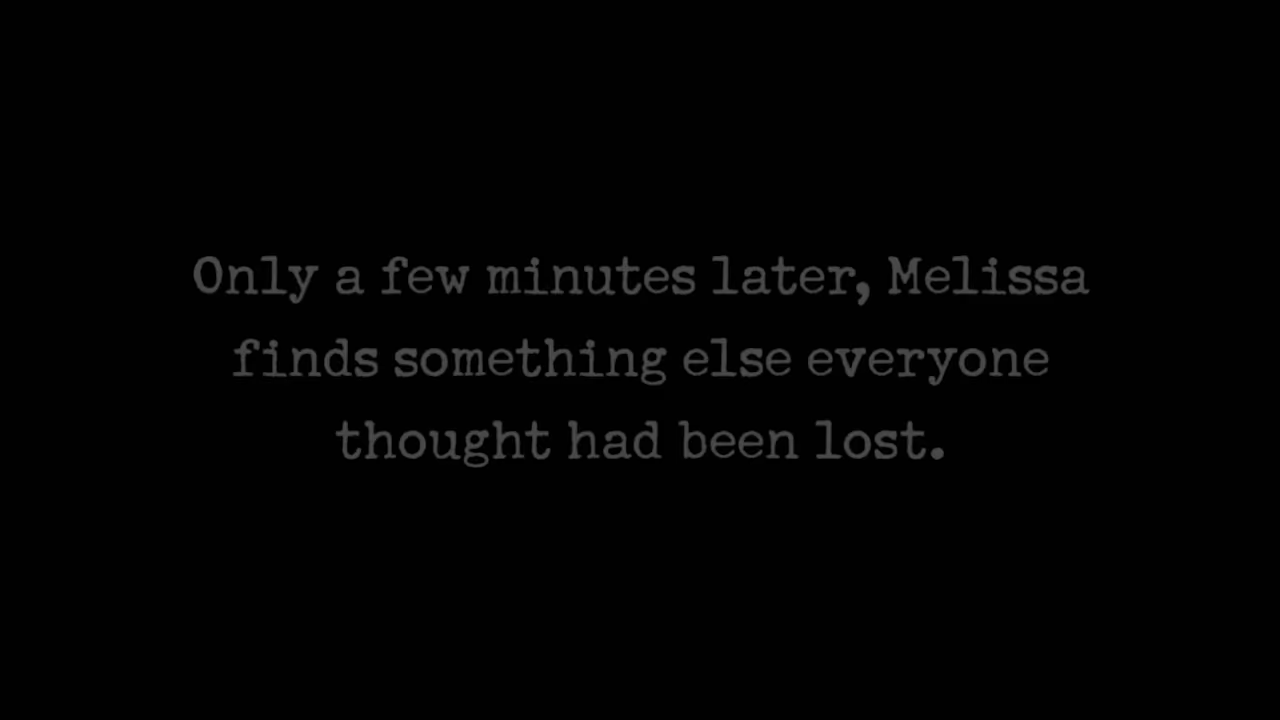 Only a few minutes later, Melissa
finds something else everyone
thought had been lost.